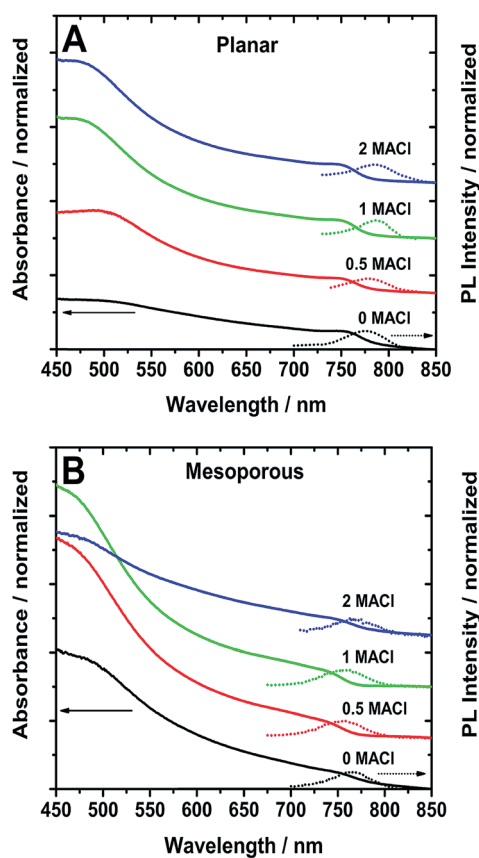 A
Planar
Absorbance / normalized
PL Intensity / normalized
2 MACl
1 MACl
0.5 MACl
0 MACl
450 500 550 600 650 700 750 800 850
Wavelength / nm
B
Mesoporous
Absorbance / normalized
PL Intensity / normalized
2 MACl
1 MACl
0.5 MACl
0 MACl
450 500 550 600 650 700 750 800 850
Wavelength / nm